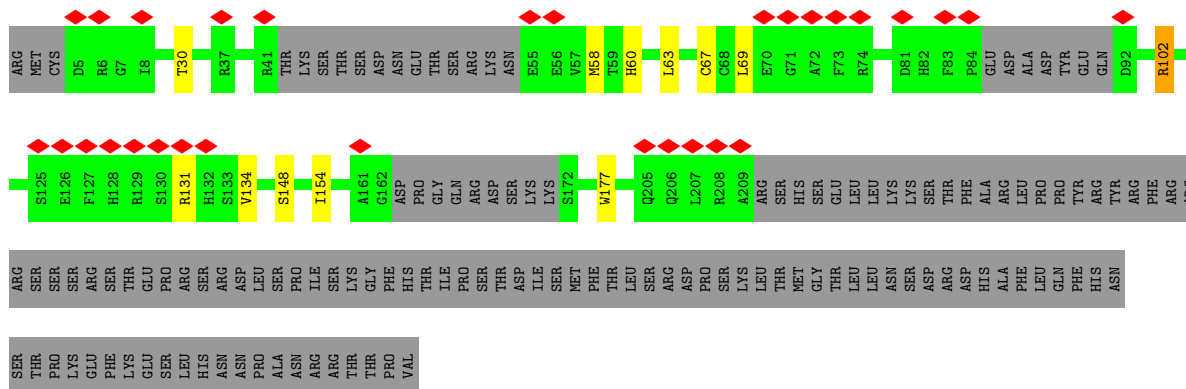 ARG MET CYS D5 R6 G7 I8 T30 R37 R41 THR LYS SER THR THR SER ASP ASN GLU THR SER ARG LYS ASN E55 E56 V57 M58 T59 H60 L63 C67 C68 L69 E70 G71 A72 F73 R74 D81 H82 F83 P84 GLU ASP ALA ASP TYR GLU GLN D92 R102
S125 E126 F127 H128 R129 S130 R131 H132 S133 V134 S148 I154 A161 G162 ASP PRO GLY GLN ARG ASP SER LYS LYS S172 W177 Q205 Q206 L207 R208 A209 ARG SER HIS SER GLU LEU LEU LYS LYS SER THR PHE ALA ARG LEU PRO PRO TYR ARG TYR ARG PHE ARG
ARG SER SER PRO SER SER ARG SER THR GLU PRO ARG SER ARG ASP LEU SER PRO ILE SER LYS GLY PHE HIS THR ILE PRO SER THR ASP ILE SER MET PHE THR LEU SER ARG ASP PRO SER LYS LEU THR MET GLY THR LEU LEU ASN SER ASP ARG ASP HIS ALA PHE LEU GLN PHE HIS ASN
SER THR PRO LYS GLU PHE LYS GLU SER LEU HIS ASN ASN PRO ALA ASN ARG ARG THR THR PRO VAL